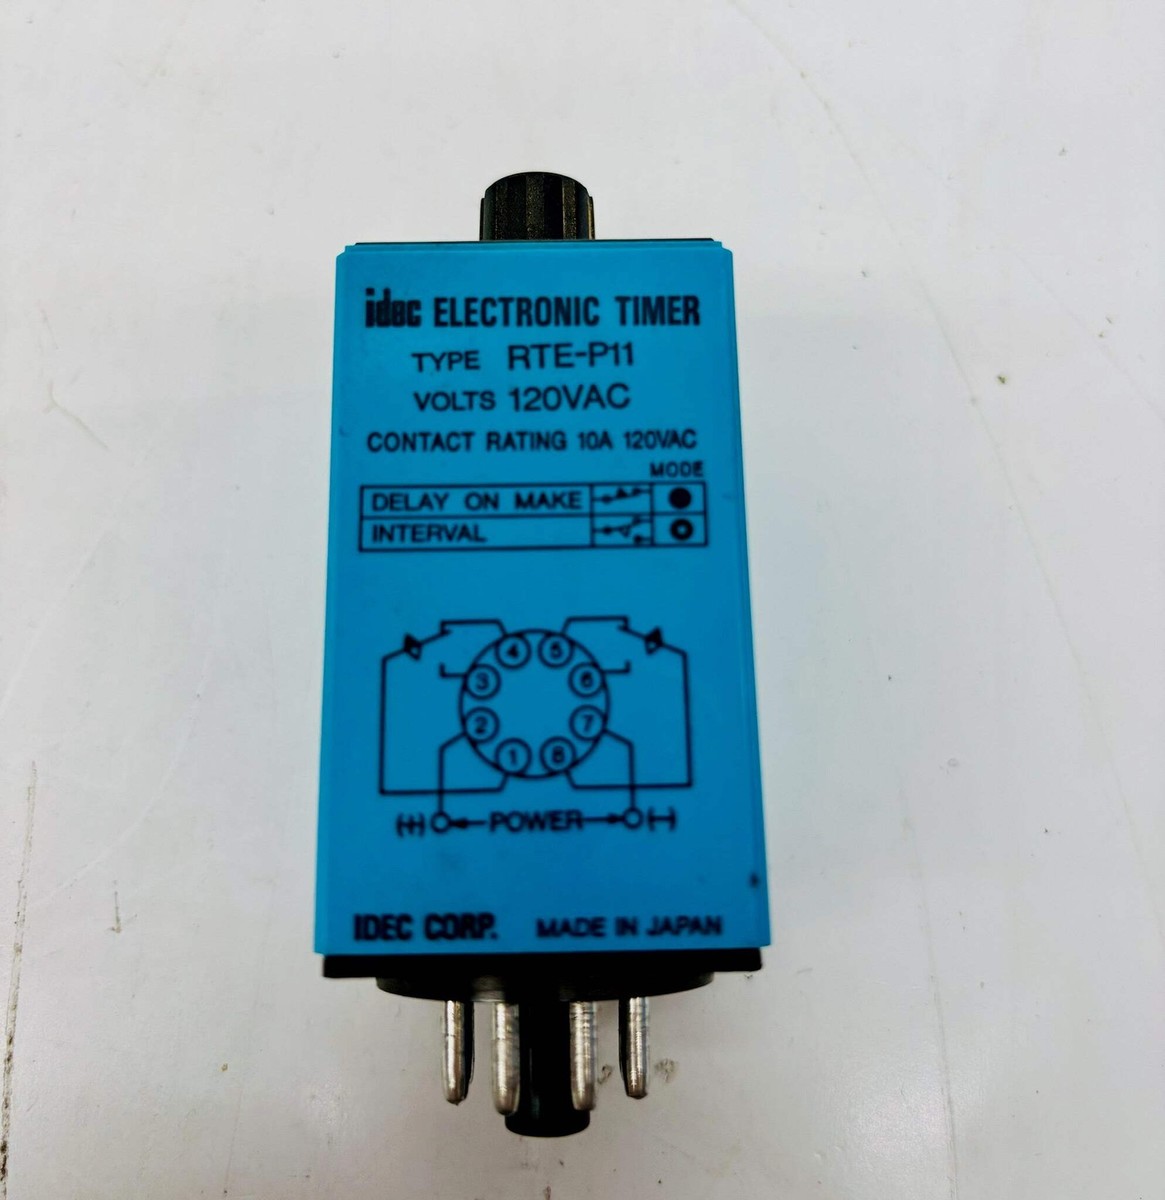 idec ELECTRONIC TIMER
TYPE RTE-P11
VOLTS 120VAC
CONTACT RATING 10A 120VAC
MODE
DELAY ON MAKE
INTERVAL
4 5
3 6
2 7
1 8
(+) POWER (-)
IDEC CORP. MADE IN JAPAN